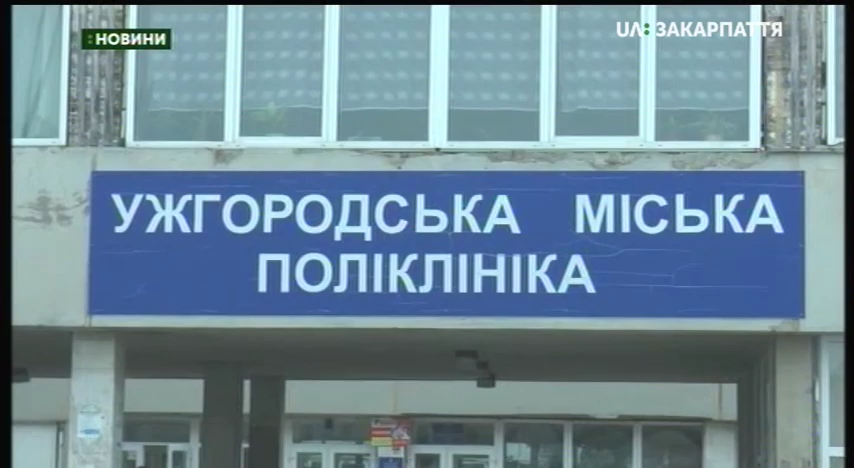 :НОВИНИ
UA: ЗАКАРПАТТЯ
УЖГОРОДСЬКА МІСЬКА
ПОЛІКЛІНІКА